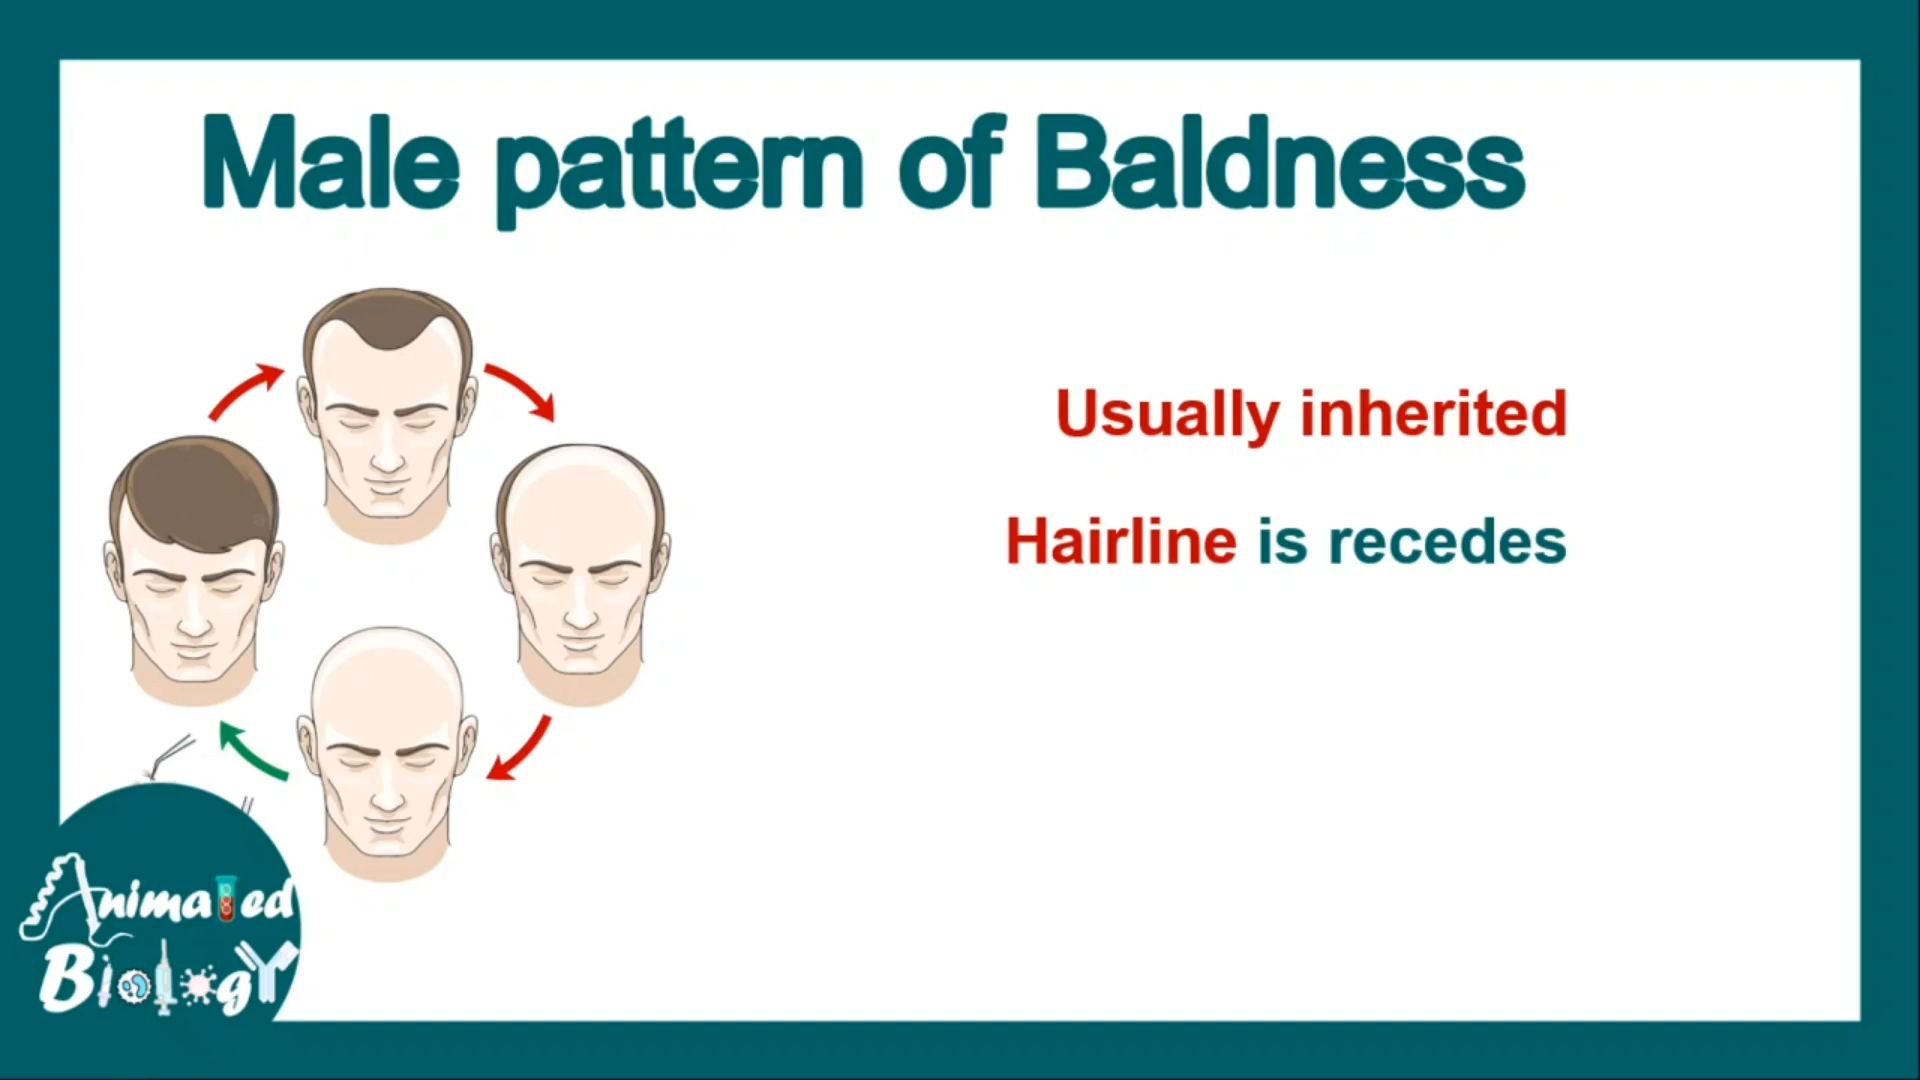 Male pattern of Baldness
Usually inherited
Hairline is recedes
Animated
Biology